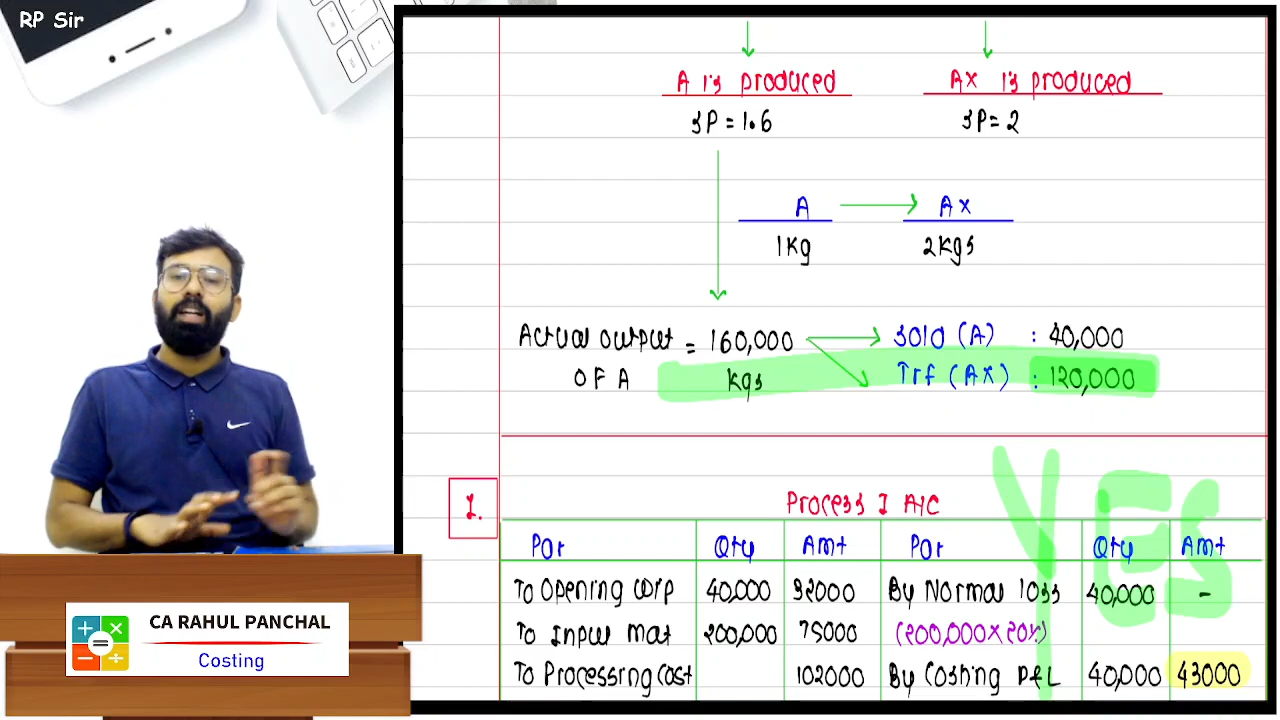 RP Sir
A is produced
Ax is produced
SP = 1.6
SP = 2
A
Ax
1kg
2kgs
Actual output = 160,000
Sold (A) : 40,000
OF A
kgs
Trf (Ax) : 120,000
YES
I.
Process I A/C
Par Qty Amt Par Qty Amt
To Opening WIP 40,000 32000 By Normal loss 40,000 -
To Input mat 200,000 75000 (200,000 x 20%)
To Processing cost 102000 By Costing P&L 40,000 43000
CA RAHUL PANCHAL
Costing